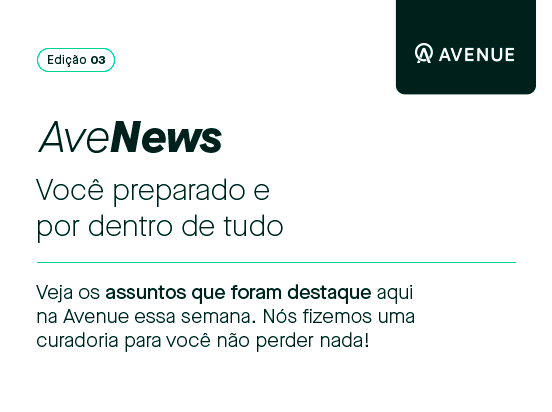 Edição 03
AVENUE
AveNews
Você preparado e
por dentro de tudo
Veja os assuntos que foram destaque aqui
na Avenue essa semana. Nós fizemos uma
curadoria para você não perder nada!